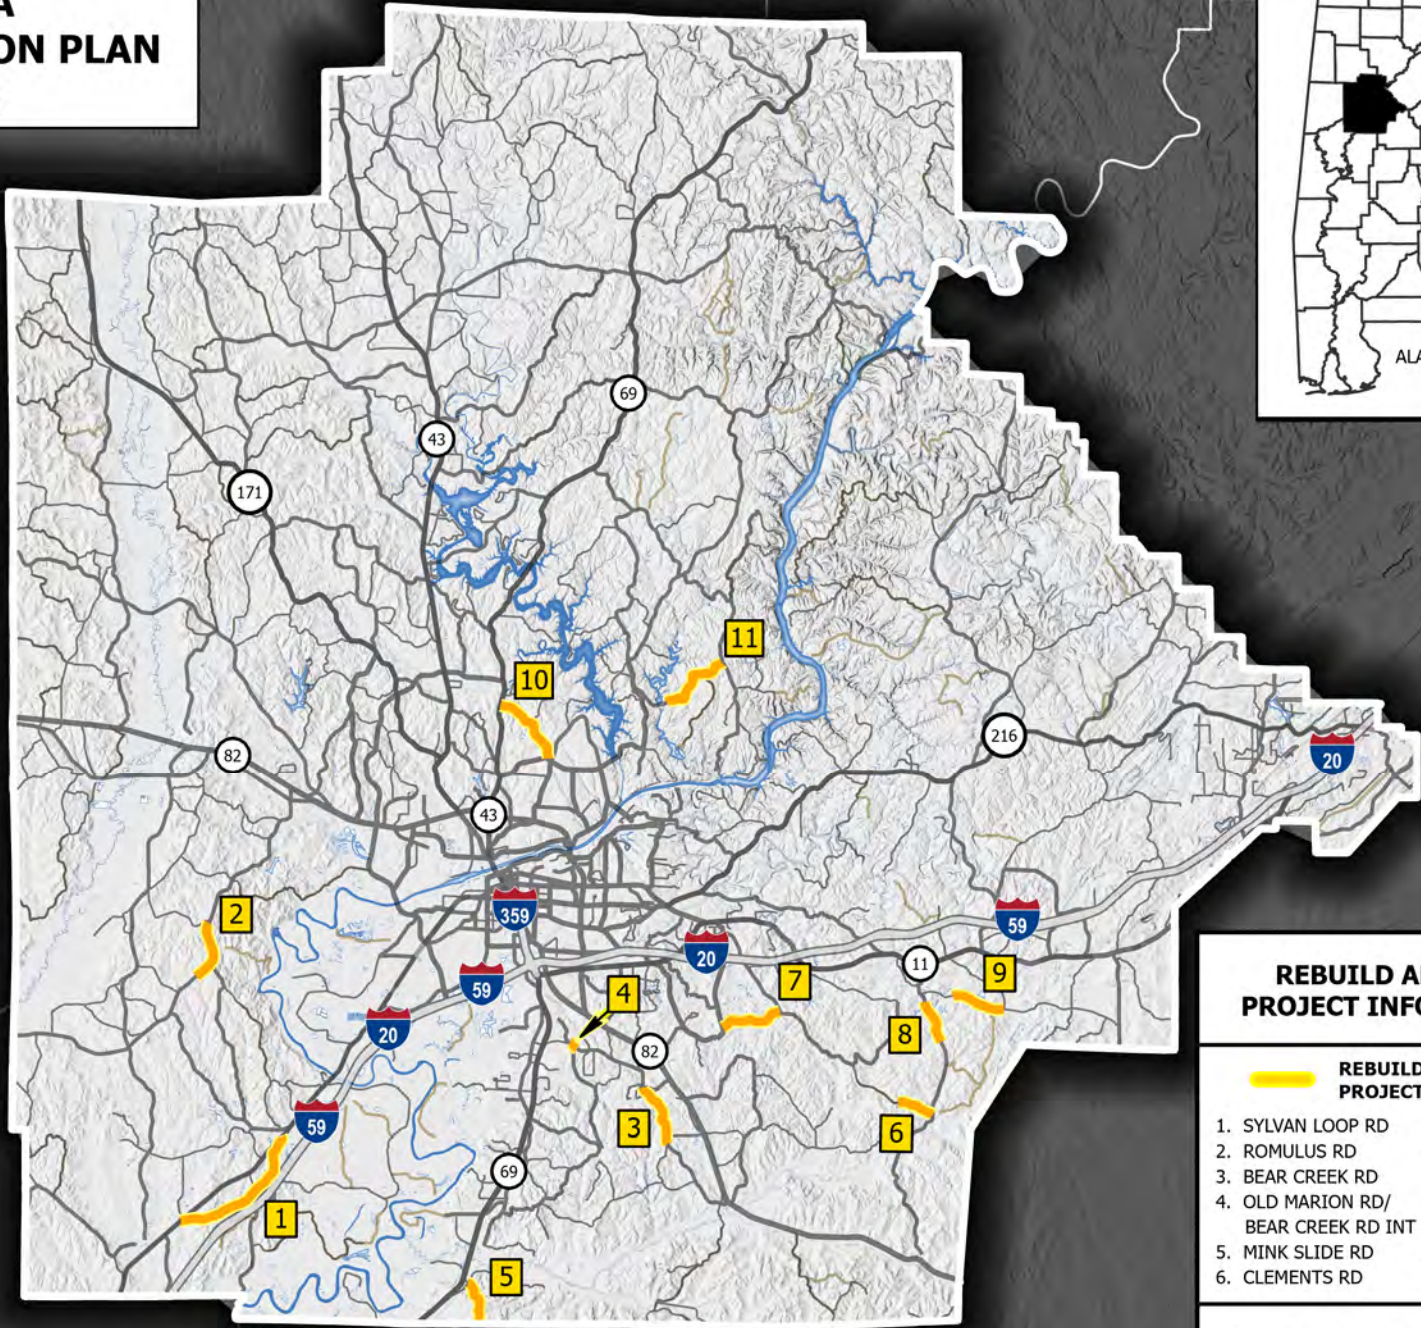 A
ON PLAN
ALA
69
43
171
11
10
82
216
20
43
2
359
59
20
7
11
9
59
4
20
8
82
3
6
59
69
1
5
REBUILD A
PROJECT INFO
REBUILD
PROJECT
1. SYLVAN LOOP RD
2. ROMULUS RD
3. BEAR CREEK RD
4. OLD MARION RD/
BEAR CREEK RD INT
5. MINK SLIDE RD
6. CLEMENTS RD